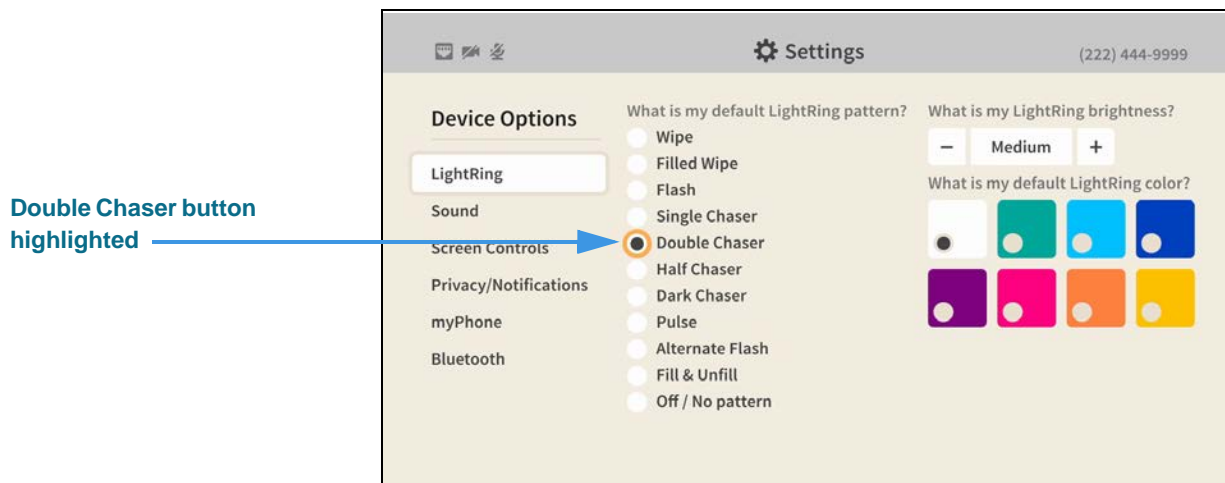 Settings
(222) 444-9999
Double Chaser button
highlighted
Device Options
LightRing
Sound
Screen Controls
Privacy/Notifications
myPhone
Bluetooth
What is my default LightRing pattern?
Wipe
Filled Wipe
Flash
Single Chaser
Double Chaser
Half Chaser
Dark Chaser
Pulse
Alternate Flash
Fill & Unfill
Off / No pattern
What is my LightRing brightness?
− Medium +
What is my default LightRing color?